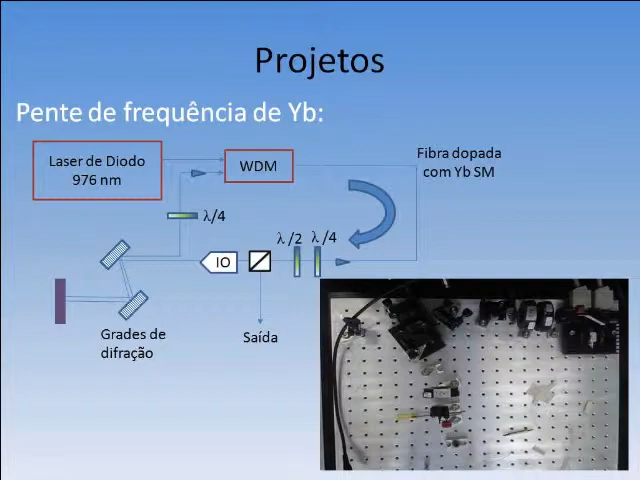 Projetos
Pente de frequência de Yb:
Laser de Diodo
976 nm
WDM
Fibra dopada
com Yb SM
λ/4
λ /2
λ /4
IO
Grades de
difração
Saída